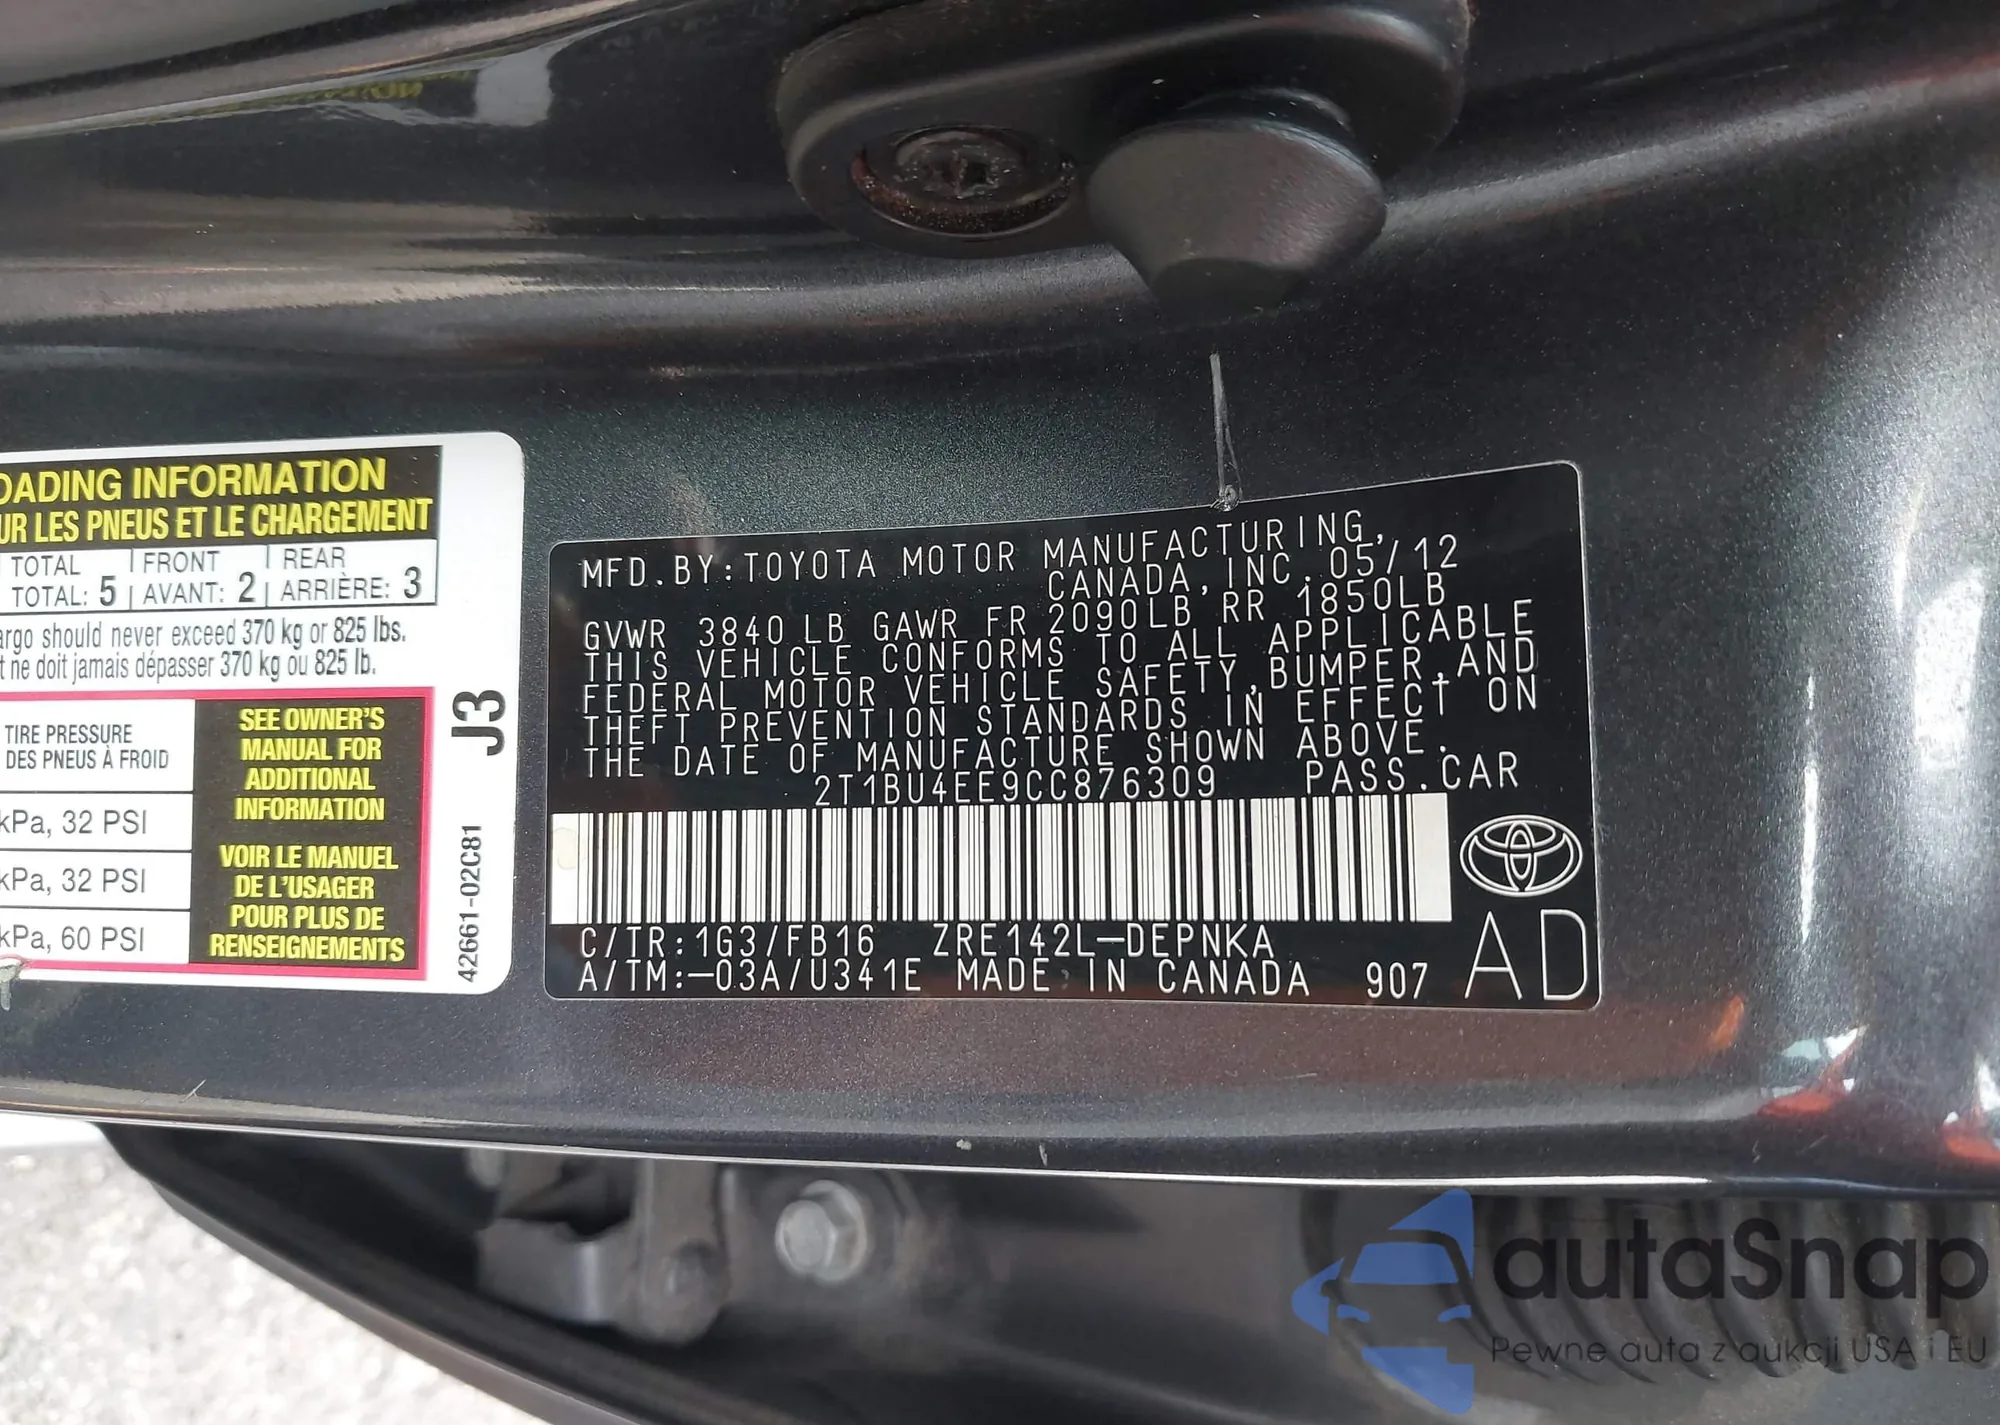 OADING INFORMATION
UR LES PNEUS ET LE CHARGEMENT
TOTAL FRONT REAR
TOTAL: 5 AVANT: 2 ARRIÈRE: 3
argo should never exceed 370 kg or 825 lbs.
t ne doit jamais dépasser 370 kg ou 825 lb.
TIRE PRESSURE
DES PNEUS À FROID
kPa, 32 PSI
kPa, 32 PSI
kPa, 60 PSI
SEE OWNER'S
MANUAL FOR
ADDITIONAL
INFORMATION
VOIR LE MANUEL
DE L'USAGER
POUR PLUS DE
RENSEIGNEMENTS
J3
42661-02C81
MFD.BY:TOYOTA MOTOR MANUFACTURING,
CANADA,INC. 05/12
GVWR 3840LB GAWR FR 2090LB RR 1850LB
THIS VEHICLE CONFORMS TO ALL APPLICABLE
FEDERAL MOTOR VEHICLE SAFETY,BUMPER,AND
THEFT PREVENTION STANDARDS IN EFFECT ON
THE DATE OF MANUFACTURE SHOWN ABOVE.
2T1BU4EE9CC876309 PASS.CAR
C/TR:1G3/FB16 ZRE142L-DEPNKA
A/TM:-03A/U341E MADE IN CANADA 907
AD
autaSnap
Pewne auta z aukcji USA i EU